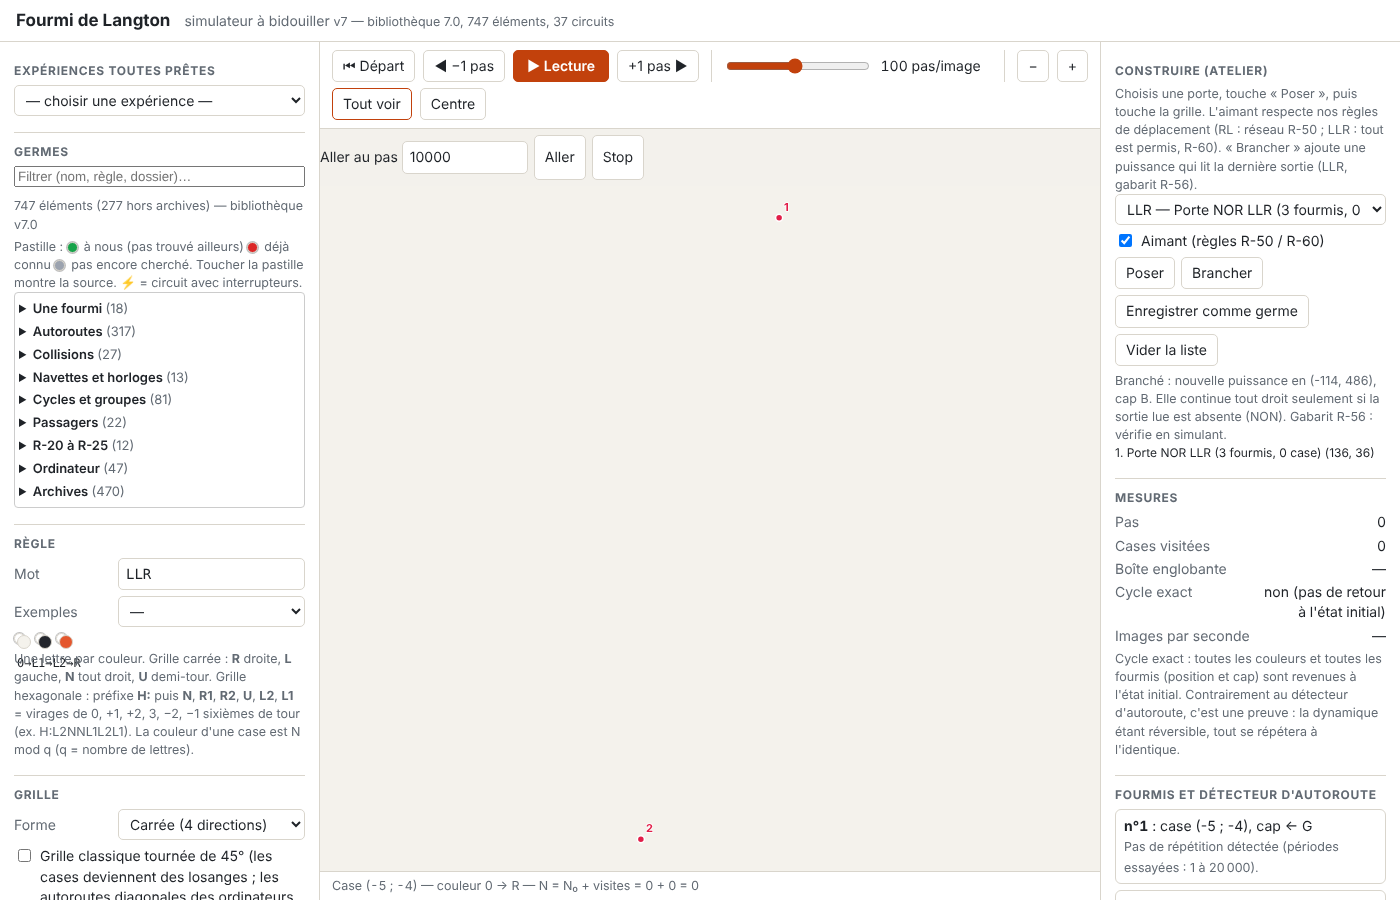 Fourmi de Langton simulateur à bidouiller v7 — bibliothèque 7.0, 747 éléments, 37 circuits
EXPÉRIENCES TOUTES PRÊTES
— choisir une expérience —
GERMES
Filtrer (nom, règle, dossier)…
747 éléments (277 hors archives) — bibliothèque
v7.0
Pastille : à nous (pas trouvé ailleurs) déjà
connu pas encore cherché. Toucher la pastille
montre la source. ⚡ = circuit avec interrupteurs.
▶ Une fourmi (18)
▶ Autoroutes (317)
▶ Collisions (27)
▶ Navettes et horloges (13)
▶ Cycles et groupes (81)
▶ Passagers (22)
▶ R-20 à R-25 (12)
▶ Ordinateur (47)
▶ Archives (470)
RÈGLE
Mot LLR
Exemples —
0→L1→L2→R
Une lettre par couleur. Grille carrée : R droite, L
gauche, N tout droit, U demi-tour. Grille
hexagonale : préfixe H: puis N, R1, R2, U, L2, L1
= virages de 0, +1, +2, 3, −2, −1 sixièmes de tour
(ex. H:L2NNL1L2L1). La couleur d'une case est N
mod q (q = nombre de lettres).
GRILLE
Forme Carrée (4 directions)
Grille classique tournée de 45° (les
cases deviennent des losanges ; les
autoroutes diagonales des ordinateurs
⏮ Départ ◀ −1 pas ▶ Lecture +1 pas ▶ 100 pas/image − +
Tout voir Centre
Aller au pas 10000 Aller Stop
1
2
Case (-5 ; -4) — couleur 0 → R — N = N₀ + visites = 0 + 0 = 0
CONSTRUIRE (ATELIER)
Choisis une porte, touche « Poser », puis
touche la grille. L'aimant respecte nos règles
de déplacement (RL : réseau R-50 ; LLR : tout
est permis, R-60). « Brancher » ajoute une
puissance qui lit la dernière sortie (LLR,
gabarit R-56).
LLR — Porte NOR LLR (3 fourmis, 0
Aimant (règles R-50 / R-60)
Poser Brancher
Enregistrer comme germe
Vider la liste
Branché : nouvelle puissance en (-114, 486),
cap B. Elle continue tout droit seulement si la
sortie lue est absente (NON). Gabarit R-56 :
vérifie en simulant.
1. Porte NOR LLR (3 fourmis, 0 case) (136, 36)
MESURES
Pas 0
Cases visitées 0
Boîte englobante —
Cycle exact non (pas de retour
à l'état initial)
Images par seconde —
Cycle exact : toutes les couleurs et toutes les
fourmis (position et cap) sont revenues à
l'état initial. Contrairement au détecteur
d'autoroute, c'est une preuve : la dynamique
étant réversible, tout se répétera à
l'identique.
FOURMIS ET DÉTECTEUR D'AUTOROUTE
n°1 : case (-5 ; -4), cap ← G
Pas de répétition détectée (périodes
essayées : 1 à 20 000).